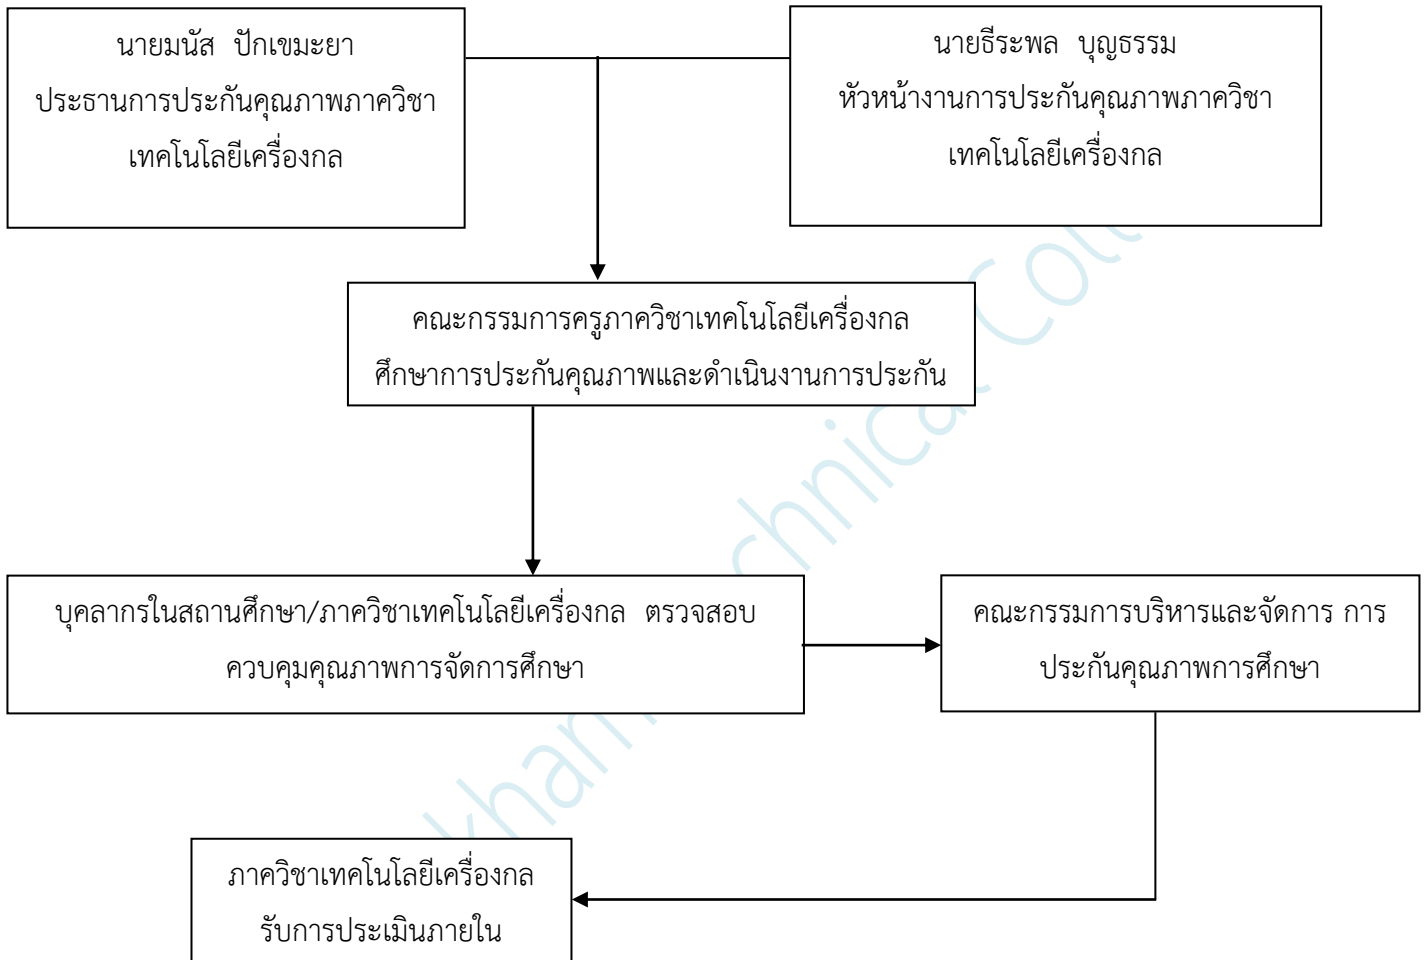 นายมนัส ปักเขมะยา
ประธานการประกันคุณภาพภาควิชา
เทคโนโลยีเครื่องกล
นายธีระพล บุญธรรม
หัวหน้างานการประกันคุณภาพภาควิชา
เทคโนโลยีเครื่องกล
คณะกรรมการครูภาควิชาเทคโนโลยีเครื่องกล
ศึกษาการประกันคุณภาพและดำเนินงานการประกัน
บุคลากรในสถานศึกษา/ภาควิชาเทคโนโลยีเครื่องกล ตรวจสอบ
ควบคุมคุณภาพการจัดการศึกษา
คณะกรรมการบริหารและจัดการ การ
ประกันคุณภาพการศึกษา
ภาควิชาเทคโนโลยีเครื่องกล
รับการประเมินภายใน